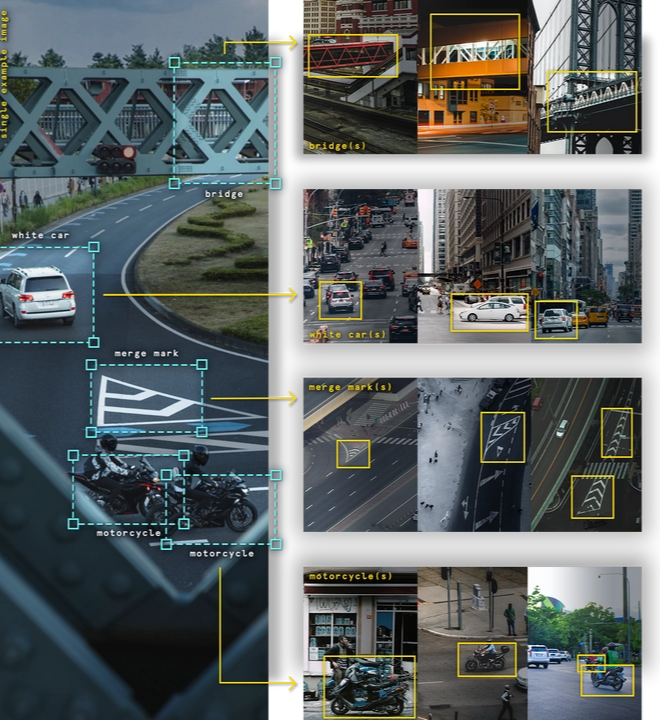 single example image
bridge
white car
merge mark
motorcycle
motorcycle
bridge(s)
white car(s)
merge mark(s)
motorcycle(s)